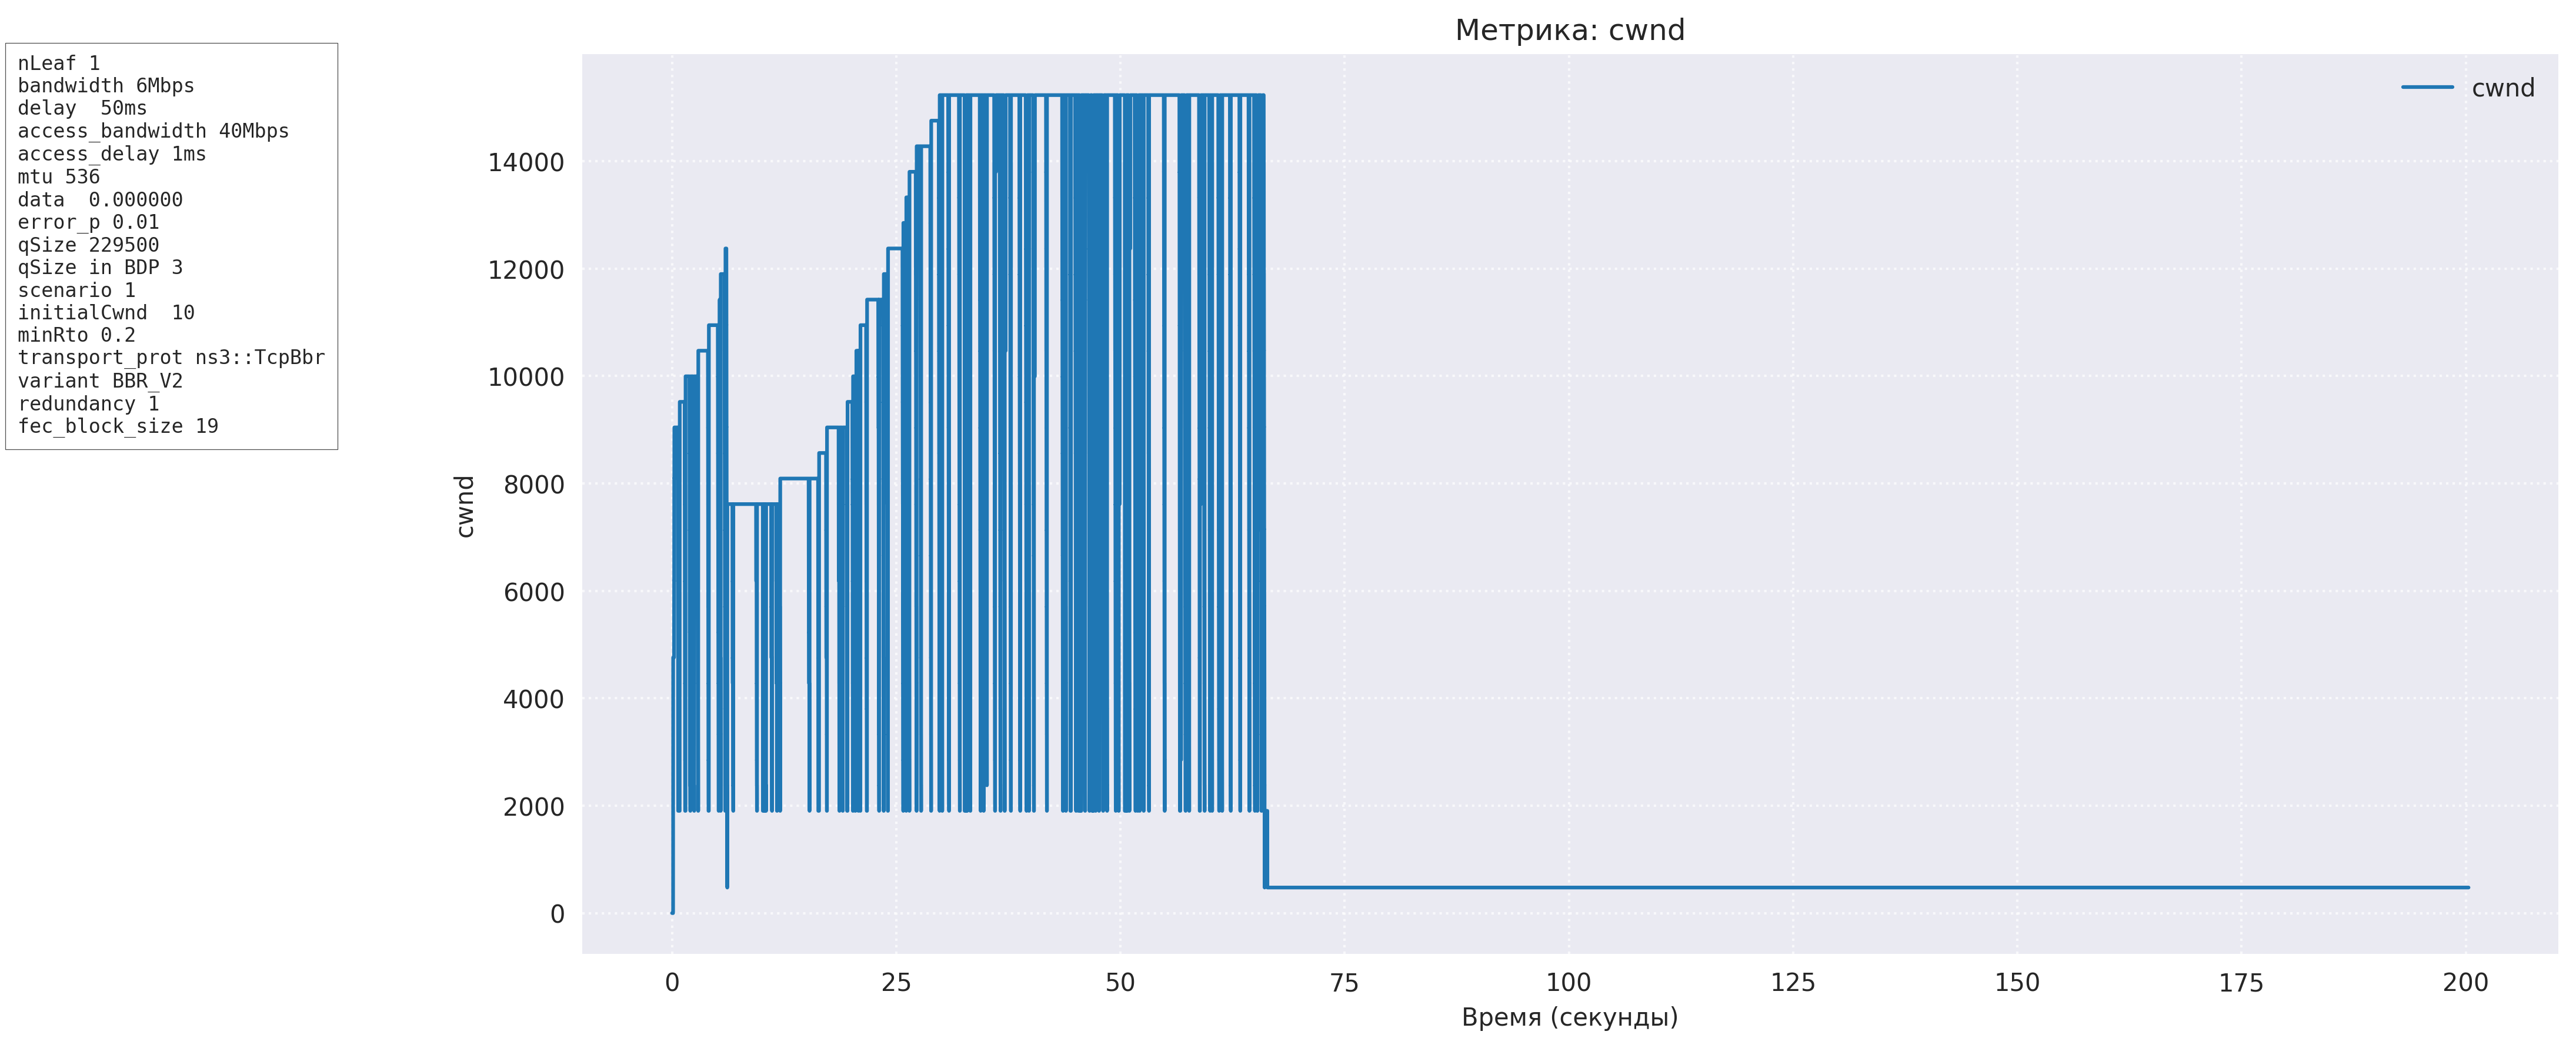 Метрика: cwnd
nLeaf 1
bandwidth 6Mbps
delay  50ms
access_bandwidth 40Mbps
access_delay 1ms
mtu 536
data  0.000000
error_p 0.01
qSize 229500
qSize in BDP 3
scenario 1
initialCwnd  10
minRto 0.2
transport_prot ns3::TcpBbr
variant BBR_V2
redundancy 1
fec_block_size 19
cwnd
14000
12000
10000
8000
6000
4000
2000
0
cwnd
0 25 50 75 100 125 150 175 200
Время (секунды)